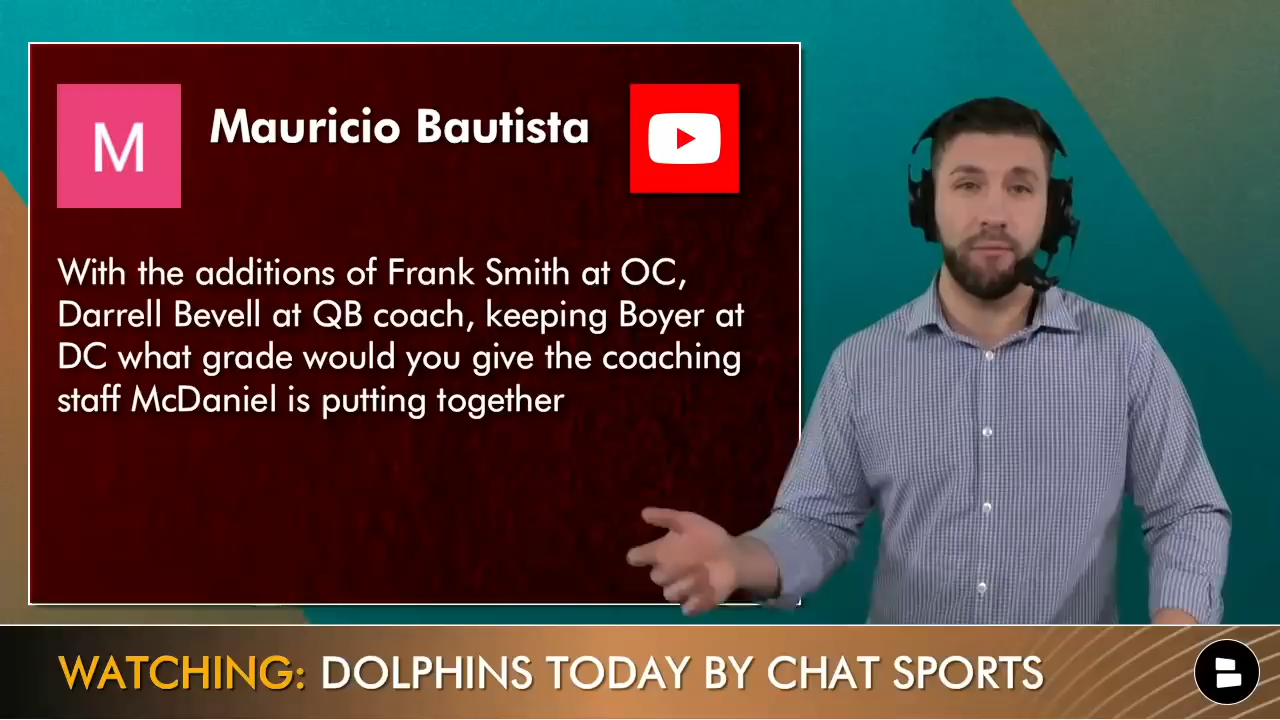 M
Mauricio Bautista
With the additions of Frank Smith at OC,
Darrell Bevell at QB coach, keeping Boyer at
DC what grade would you give the coaching
staff McDaniel is putting together
WATCHING: DOLPHINS TODAY BY CHAT SPORTS